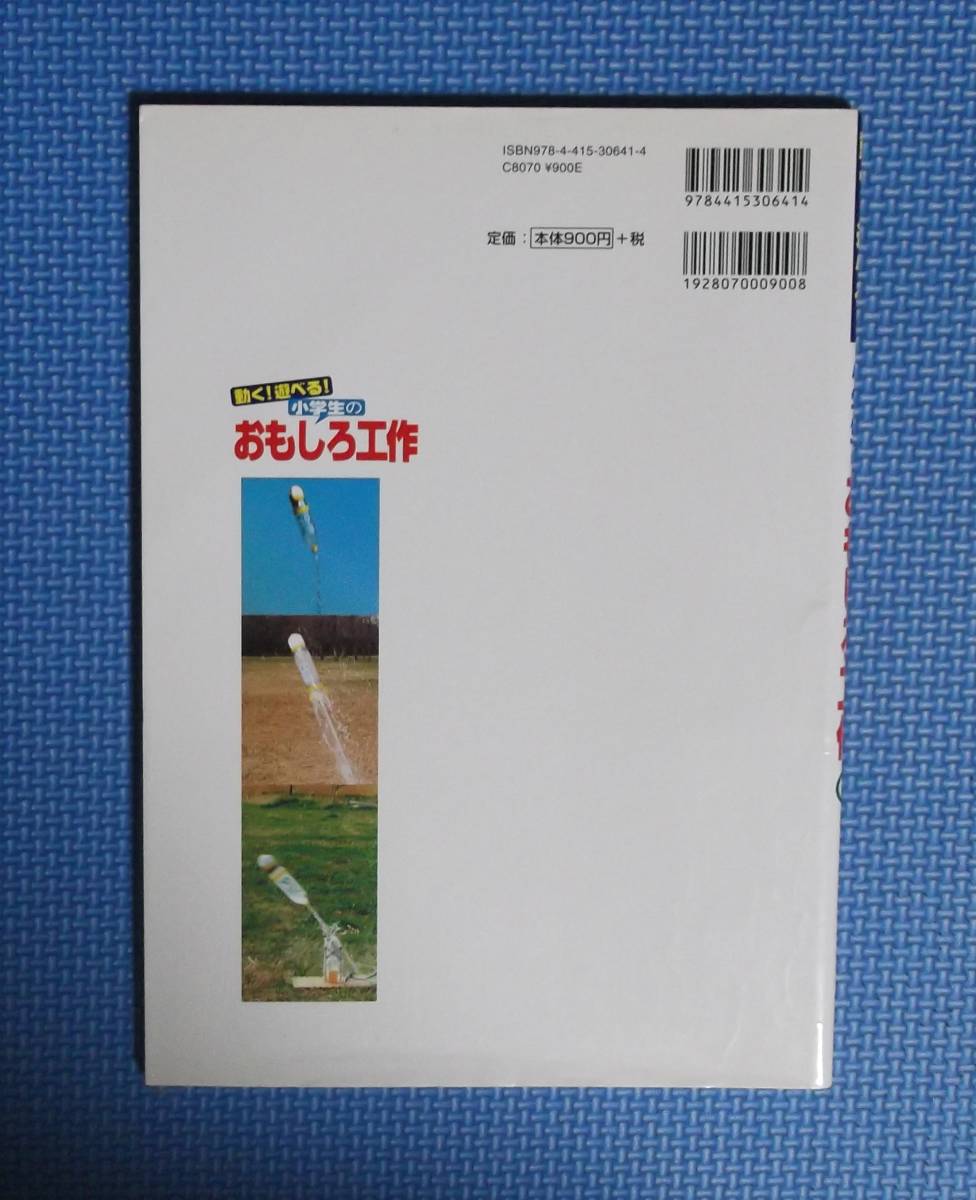 ISBN978-4-415-30641-4
C8070 ¥900E
9784415306414
定価：本体900円+税
1928070009008
動く!遊べる!
小学生の
おもしろ工作